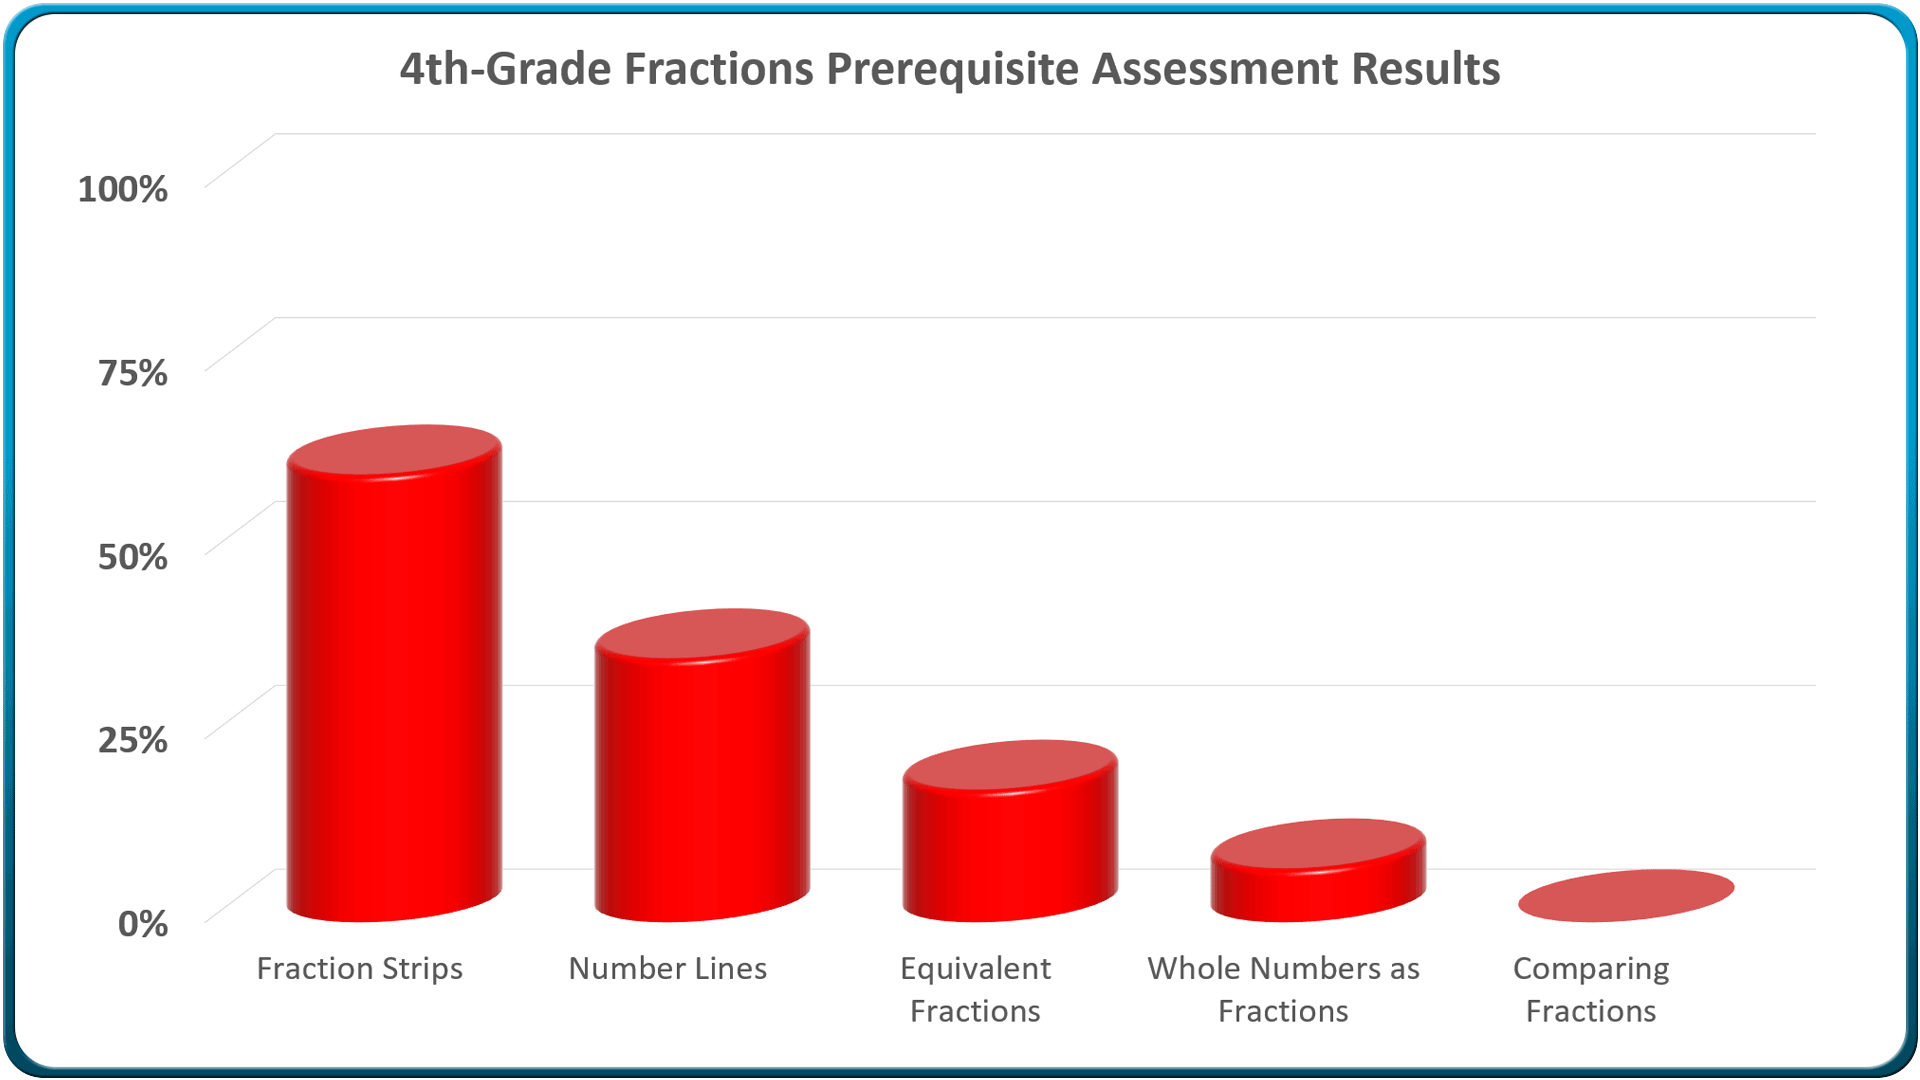 4th-Grade Fractions Prerequisite Assessment Results
100%
75%
50%
25%
0%
Fraction Strips
Number Lines
Equivalent
Fractions
Whole Numbers as
Fractions
Comparing
Fractions